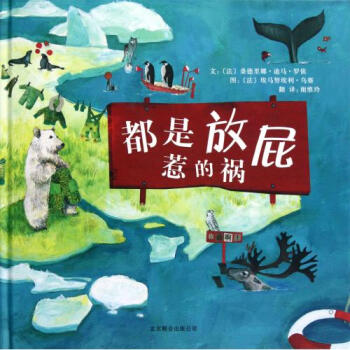 文：（法）桑德里娜·迪马·罗依
图：（法）埃马努埃利·乌赛
翻 译：谢维玲
都是放屁
惹的祸
北京联合出版公司